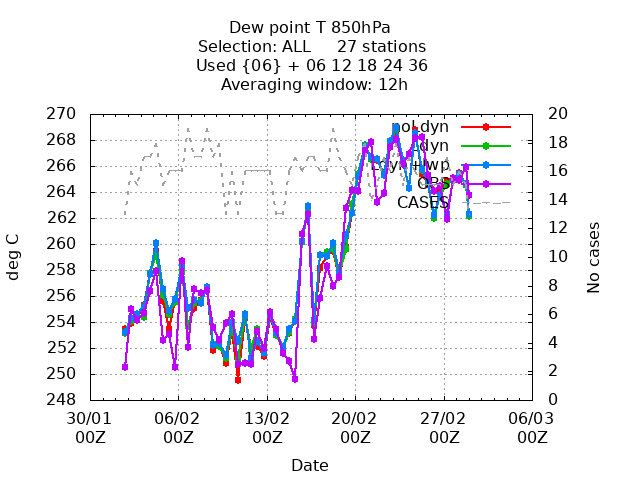 Dew point T 850hPa
Selection: ALL 27 stations
Used {06} + 06 12 18 24 36
Averaging window: 12h
270 20
268 18
266 16
264 14
262 12
260 10
258 8
256 6
254 4
252 2
250 0
248
deg C
No cases
OBS
CASES
30/01 06/02 13/02 20/02 27/02 06/03
00Z 00Z 00Z 00Z 00Z 00Z
Date